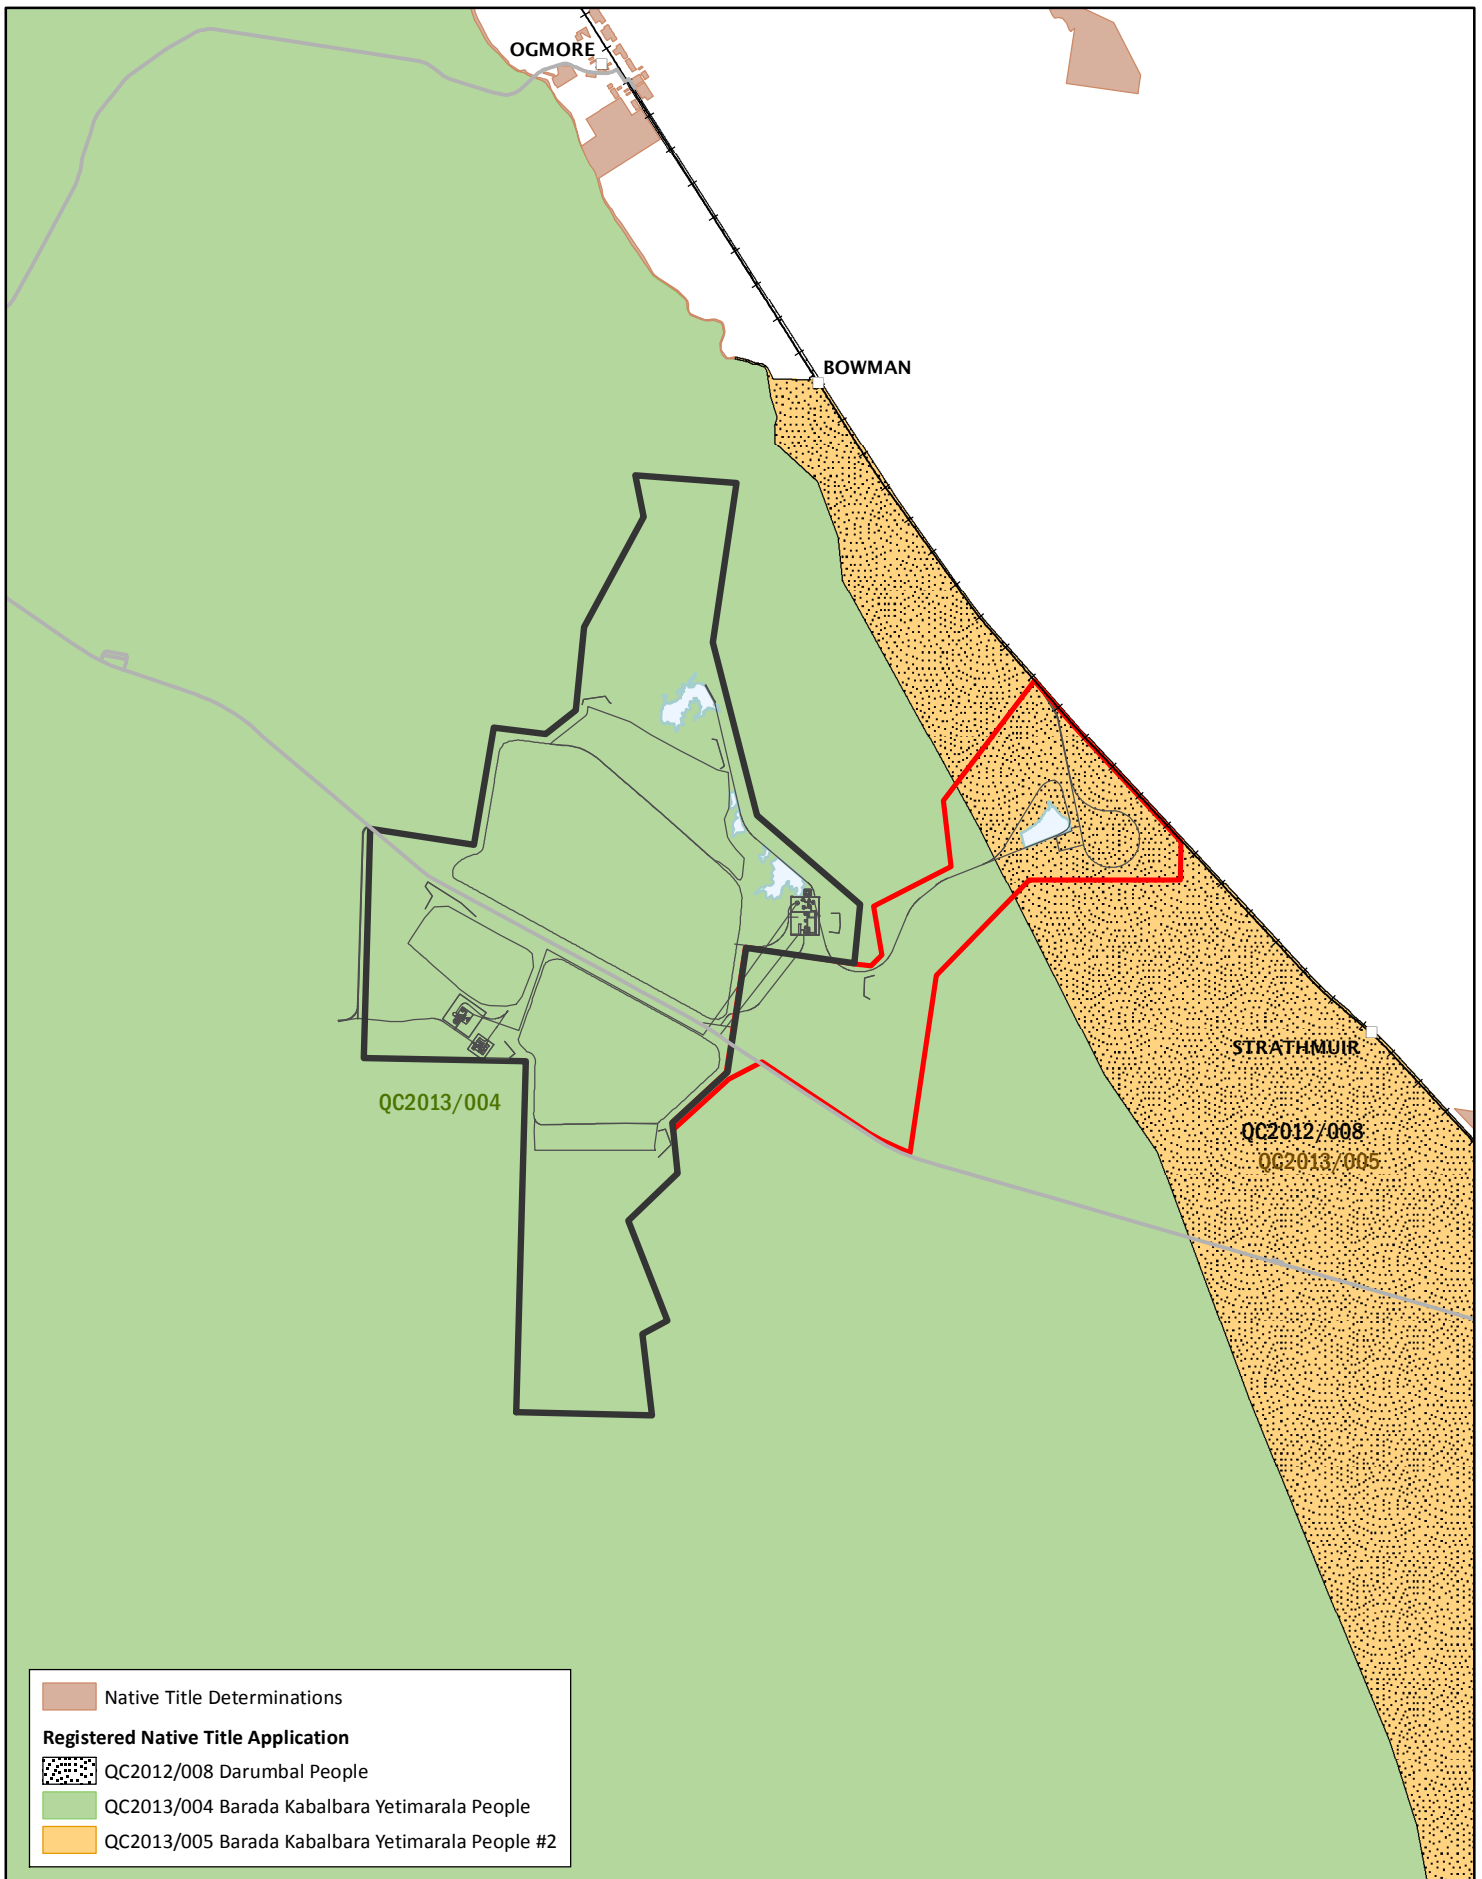 OGMORE
BOWMAN
STRATHMUIR
QC2013/004
QC2012/008
QC2013/005
Native Title Determinations
Registered Native Title Application
QC2012/008 Darumbal People
QC2013/004 Barada Kabalbara Yetimarala People
QC2013/005 Barada Kabalbara Yetimarala People #2